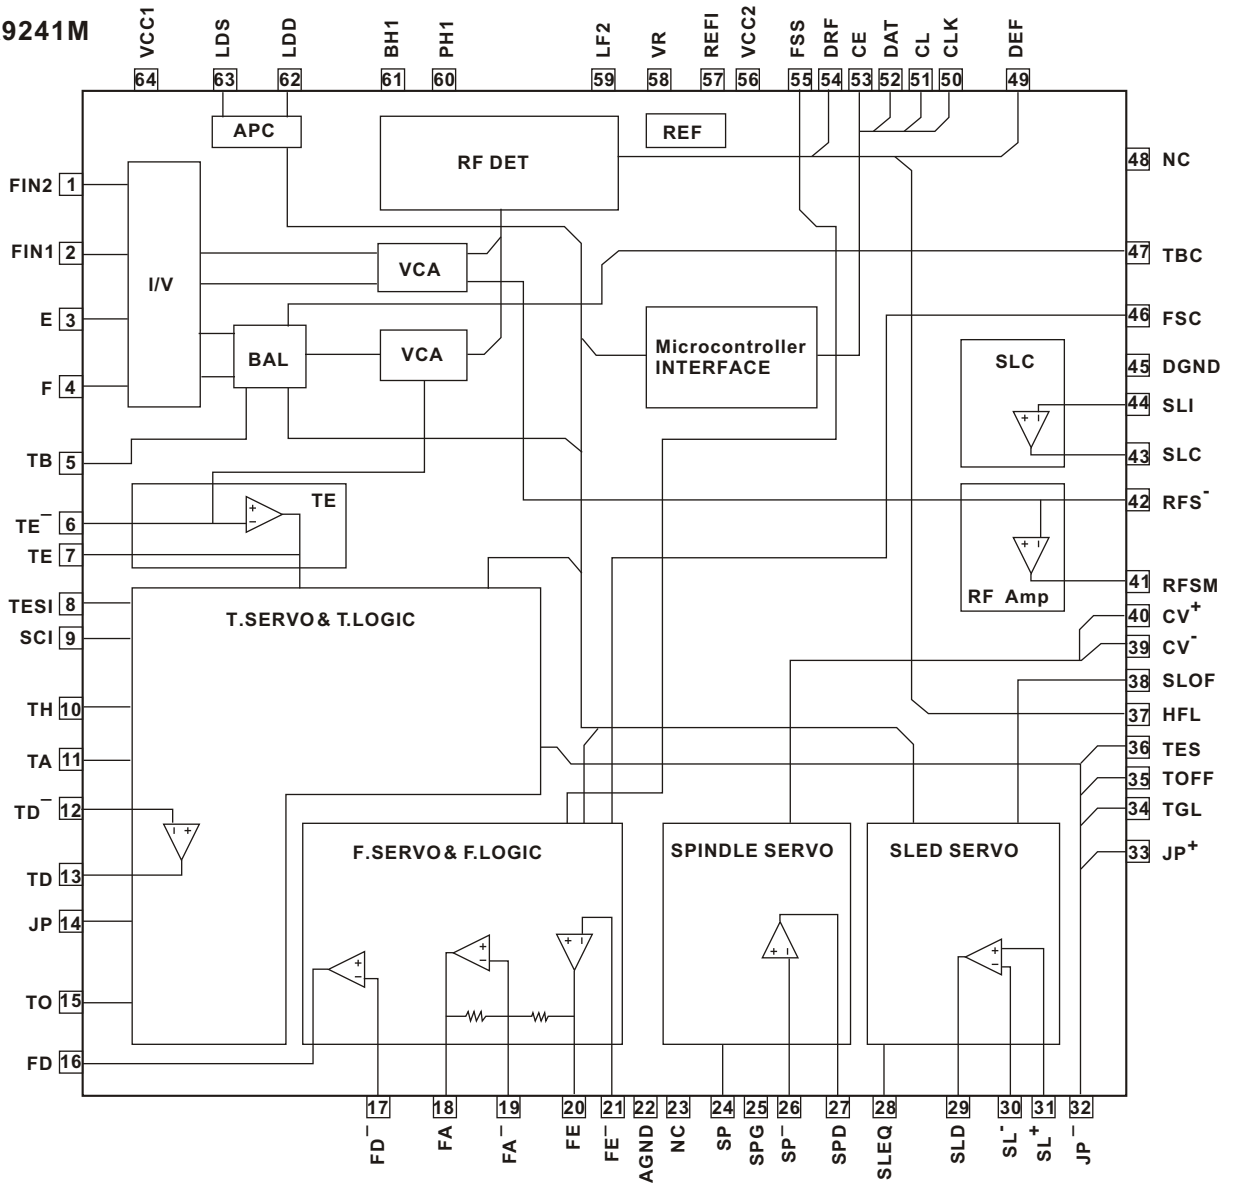 9241M
VCC1 LDS LDD BH1 PH1 LF2 VR REFI VCC2 FSS DRF CE DAT CL CLK DEF
64 63 62 61 60 59 58 57 56 55 54 53 52 51 50 49
APC
RF DET
REF
48 NC
FIN2 1
FIN1 2
I/V
VCA
47 TBC
E 3
46 FSC
BAL
VCA
Microcontroller
INTERFACE
SLC
45 DGND
F 4
44 SLI
+ −
TB 5
43 SLC
TE
42 RFS-
TE− 6
+
−
TE 7
+ −
41 RFSM
RF Amp
TESI 8
T.SERVO & T.LOGIC
40 CV+
SCI 9
39 CV-
38 SLOF
TH 10
37 HFL
36 TES
TA 11
35 TOFF
TD− 12
34 TGL
− +
F.SERVO & F.LOGIC
SPINDLE SERVO
SLED SERVO
33 JP+
TD 13
JP 14
+
−
+
−
+ −
+ −
+
−
TO 15
FD 16
17 18 19 20 21 22 23 24 25 26 27 28 29 30 31 32
FD− FA FA− FE FE− AGND NC SP SPG SP− SPD SLEQ SLD SL- SL+ JP−